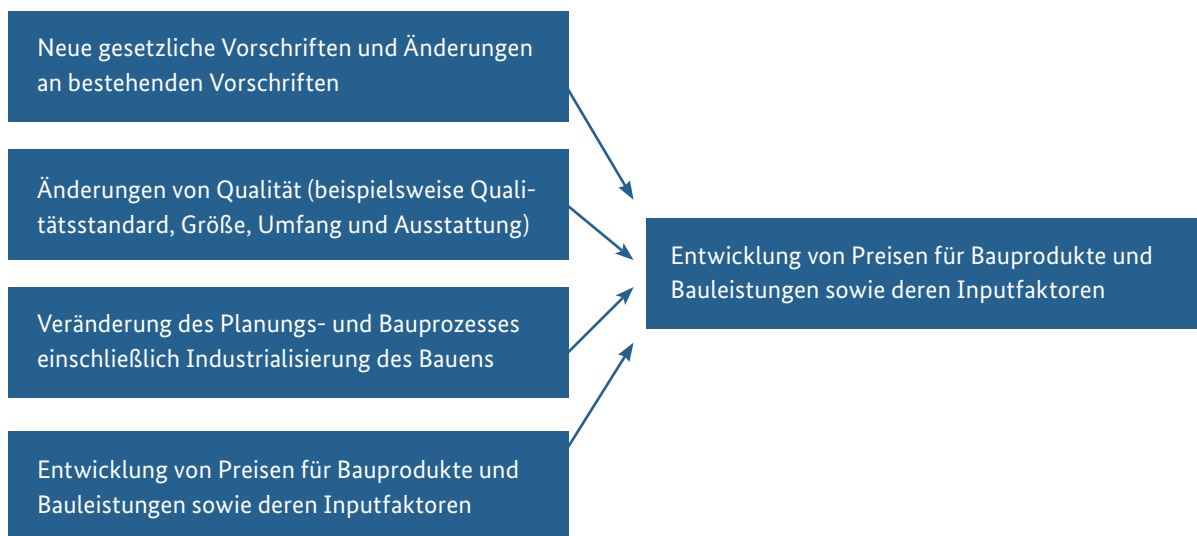 Neue gesetzliche Vorschriften und Änderungen
an bestehenden Vorschriften
Änderungen von Qualität (beispielsweise Quali-
tätsstandard, Größe, Umfang und Ausstattung)
Veränderung des Planungs- und Bauprozesses
einschließlich Industrialisierung des Bauens
Entwicklung von Preisen für Bauprodukte und
Bauleistungen sowie deren Inputfaktoren
Entwicklung von Preisen für Bauprodukte und
Bauleistungen sowie deren Inputfaktoren